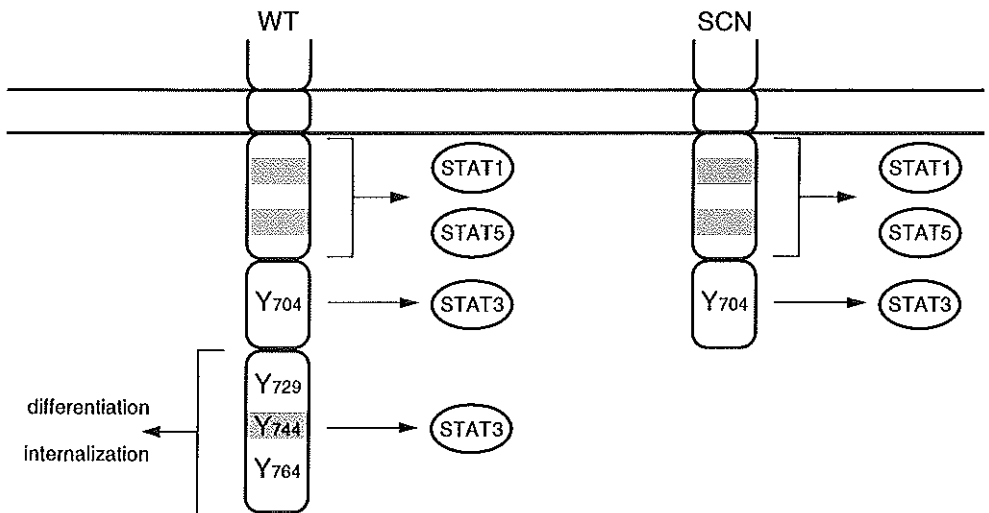 WT
SCN
STAT1
STAT1
STAT5
STAT5
Y704
STAT3
Y704
STAT3
Y729
differentiation
Y744
STAT3
internalization
Y764